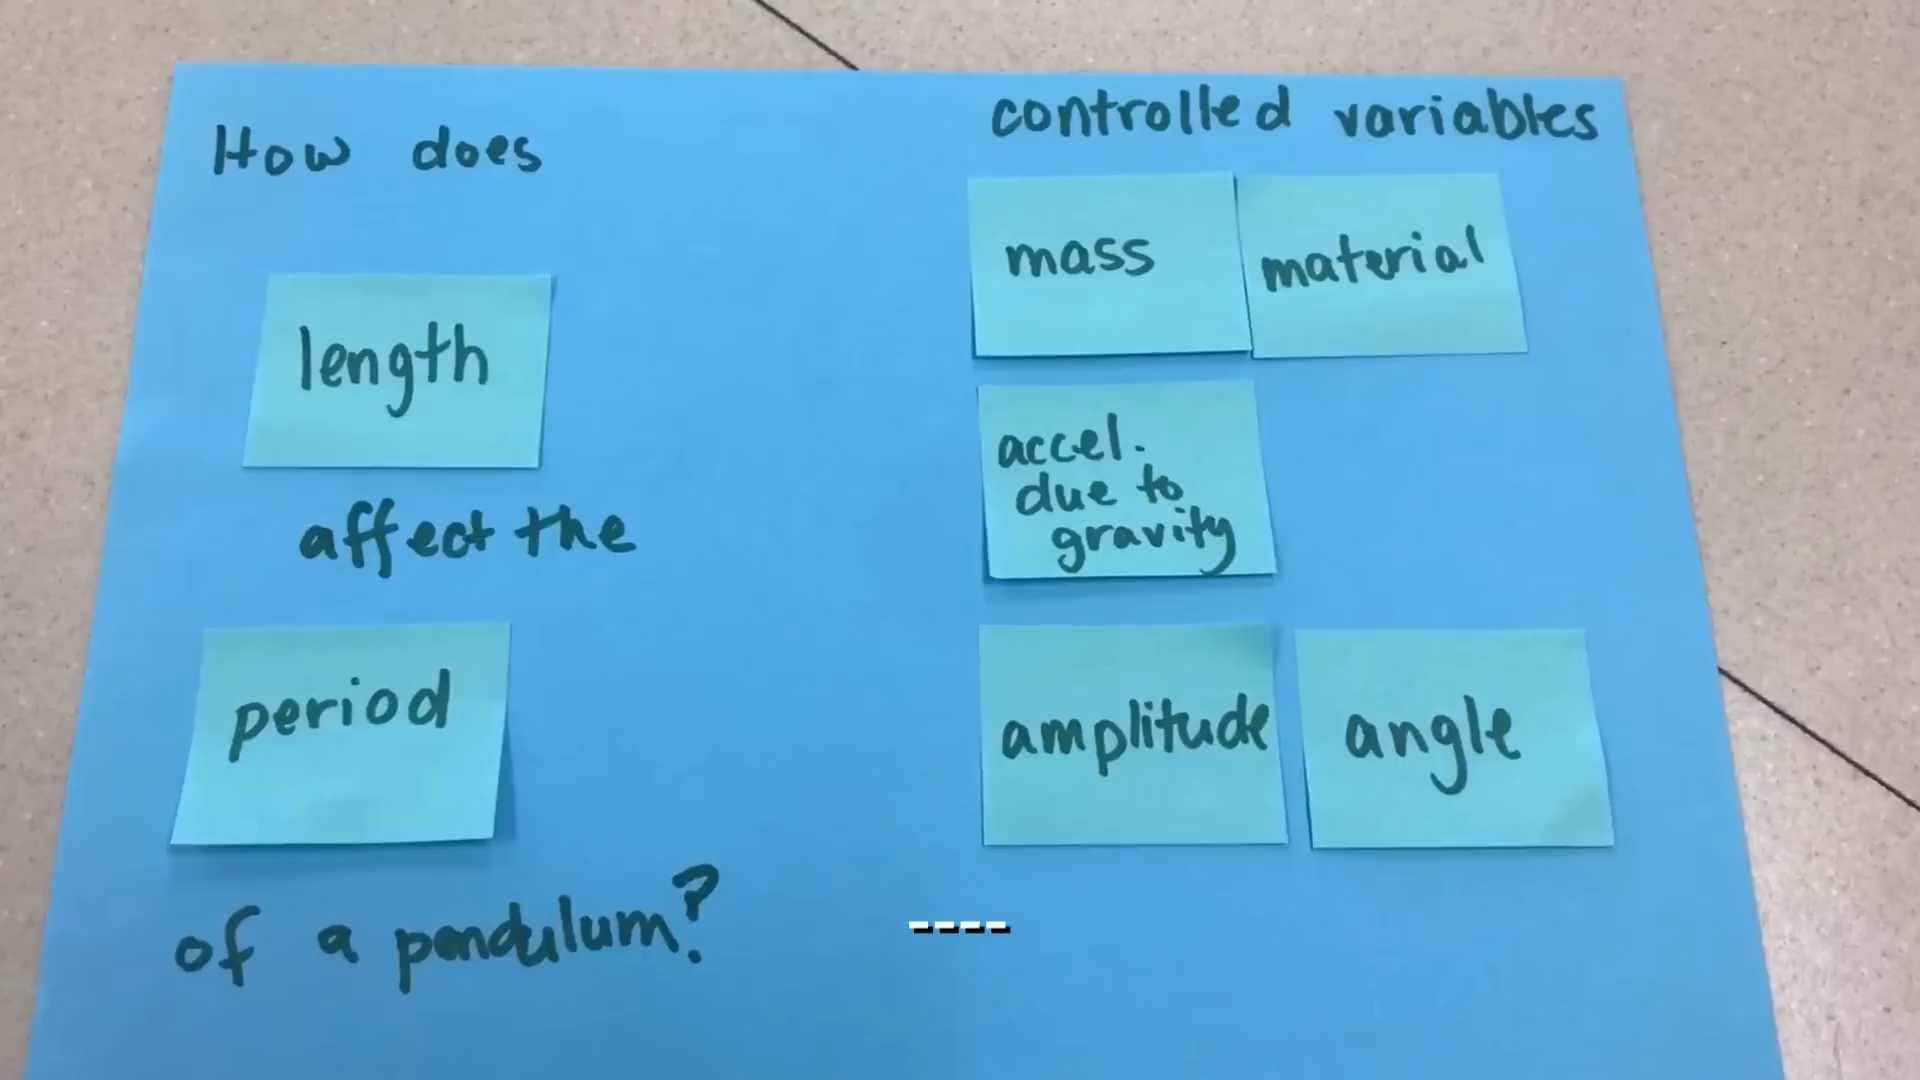 How does
length
affect the
period
of a pendulum?
controlled variables
mass
material
accel.
due to
gravity
amplitude
angle
----